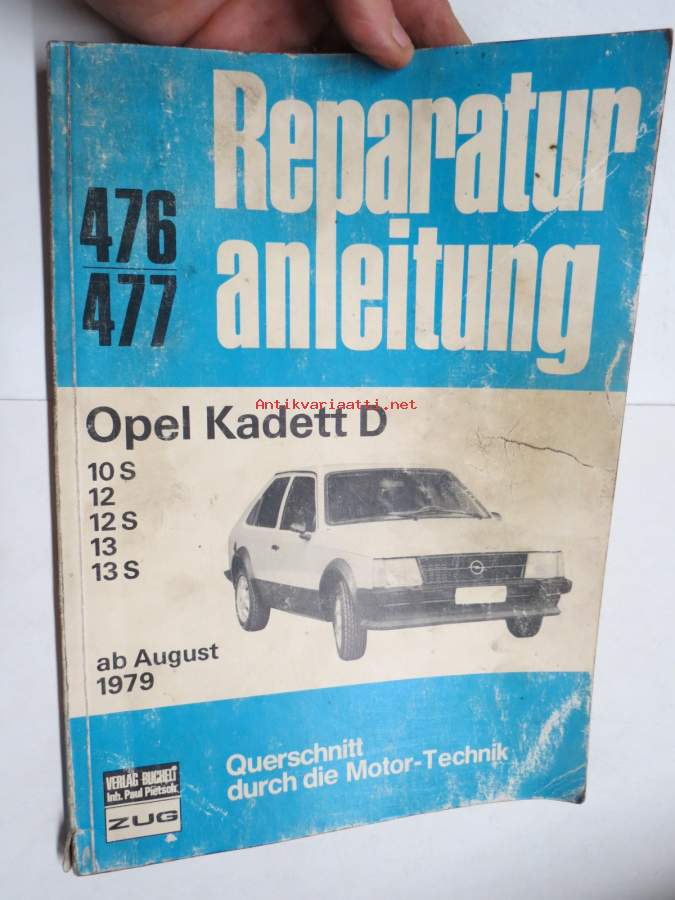 Reparatur
anleitung
476
477
Antikvariaatti.net
Opel Kadett D
10 S
12
12 S
13
13 S
ab August
1979
Querschnitt
durch die Motor-Technik
VERLAG BUCHELI
Inh. Paul Pietsch
ZUG